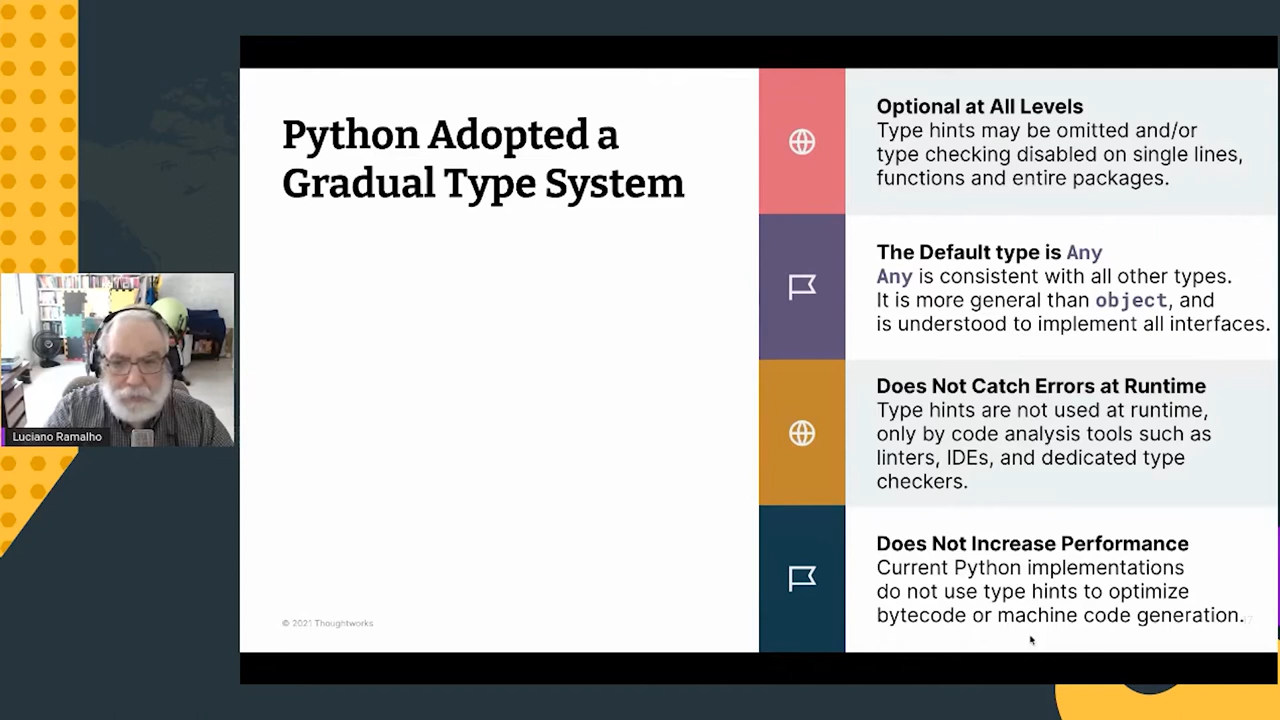 Python Adopted a
Gradual Type System
Optional at All Levels
Type hints may be omitted and/or
type checking disabled on single lines,
functions and entire packages.
The Default type is Any
Any is consistent with all other types.
It is more general than object, and
is understood to implement all interfaces.
Does Not Catch Errors at Runtime
Type hints are not used at runtime,
only by code analysis tools such as
linters, IDEs, and dedicated type
checkers.
Does Not Increase Performance
Current Python implementations
do not use type hints to optimize
bytecode or machine code generation.
© 2021 Thoughtworks
Luciano Ramalho